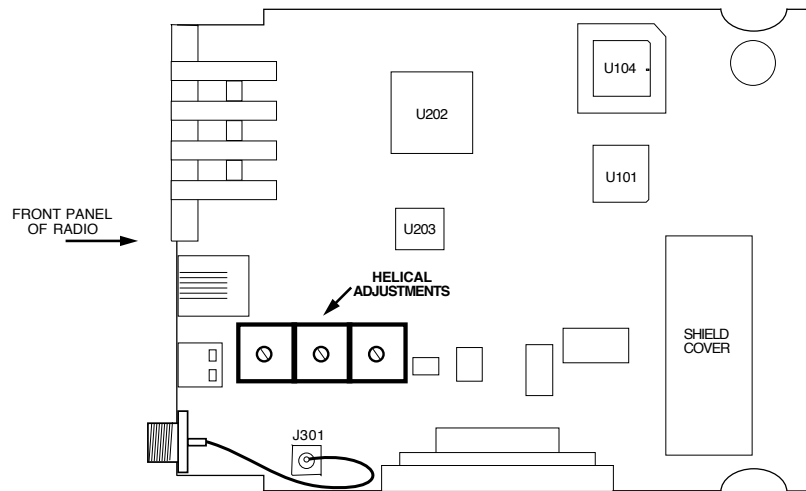 U104
U202
U101
FRONT PANEL
OF RADIO
U203
HELICAL
ADJUSTMENTS
SHIELD
COVER
J301